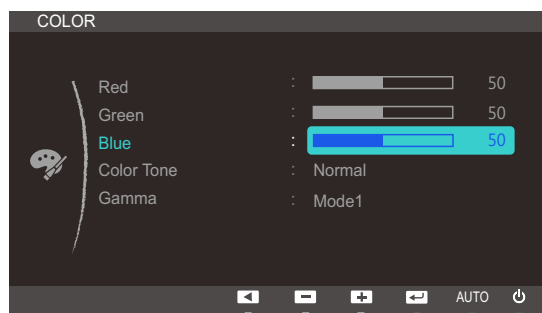 COLOR
Red : 50
Green : 50
Blue : 50
Color Tone : Normal
Gamma : Mode1
AUTO